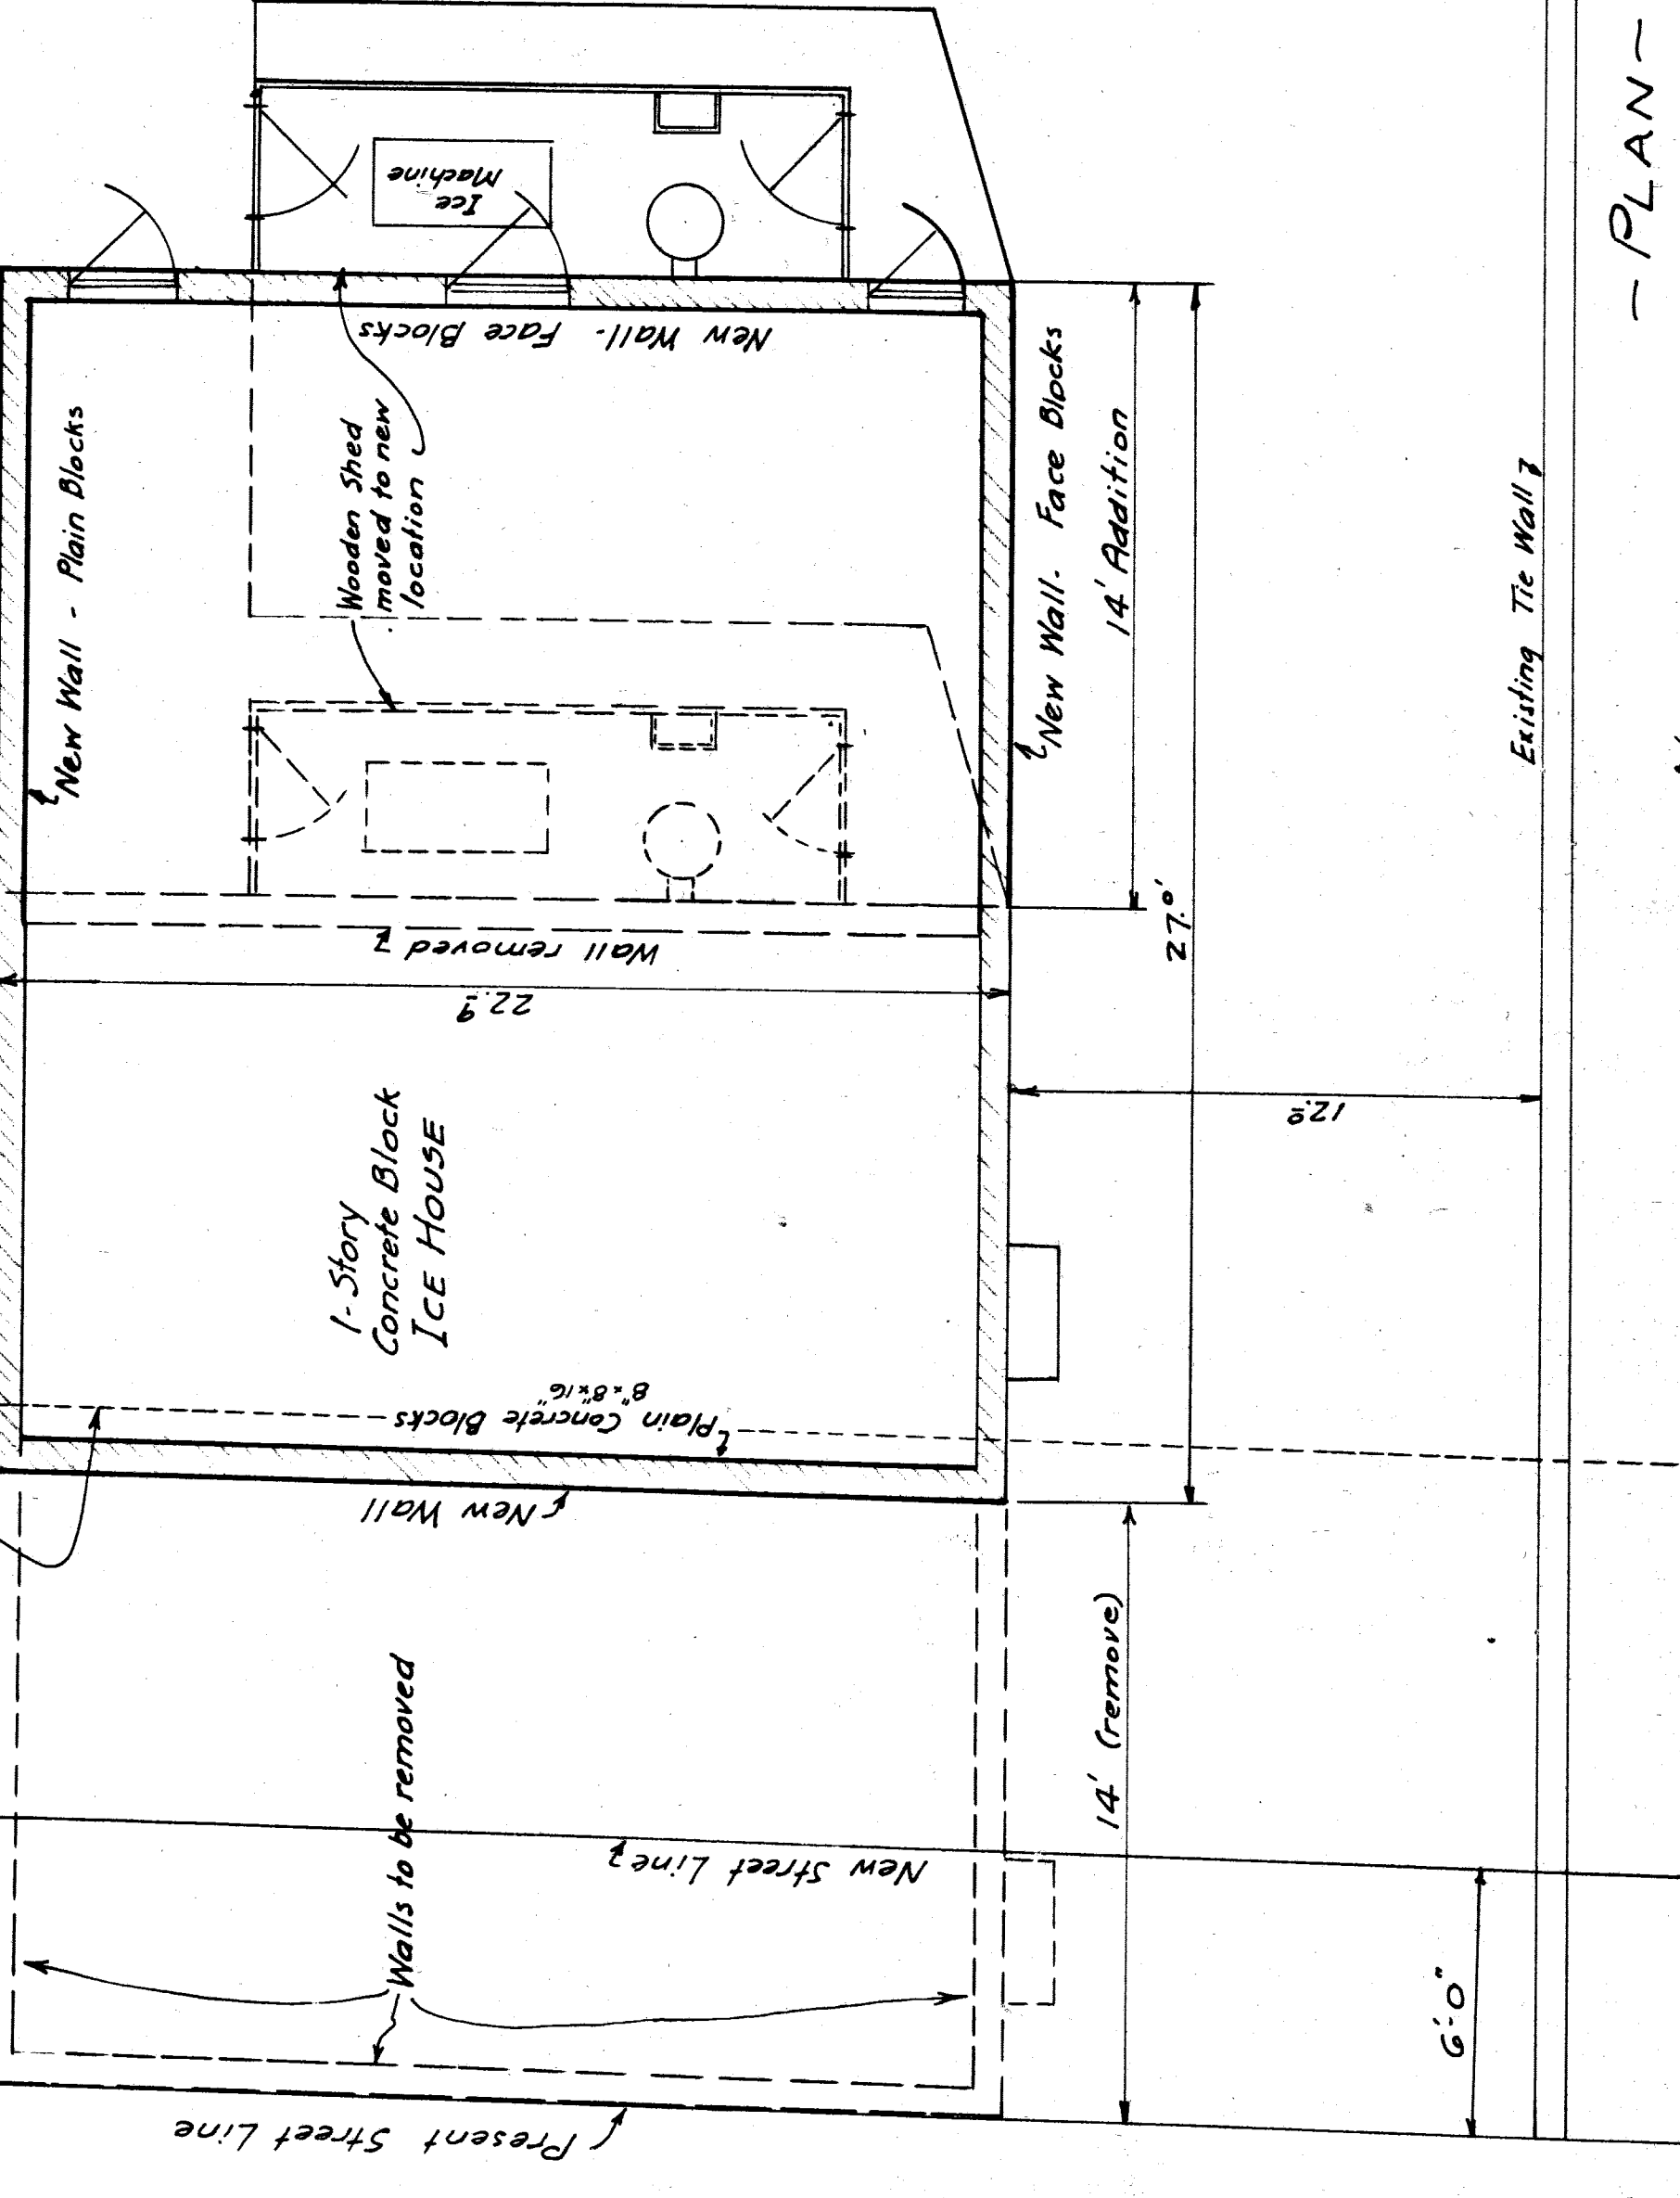 - PLAN -
Ice
Machine
New Wall - Face Blocks
New Wall - Plain Blocks
Wooden Shed
moved to new
location
New Wall - Face Blocks
14' Addition
27'.0'
Existing Tie Wall
Wall removed
22'.9"
12'.0"
1-Story
Concrete Block
ICE HOUSE
Plain Concrete Blocks
8"x8"x16"
New Wall
14' (remove)
Walls to be removed
New Street Line
6'-0"
Present Street Line